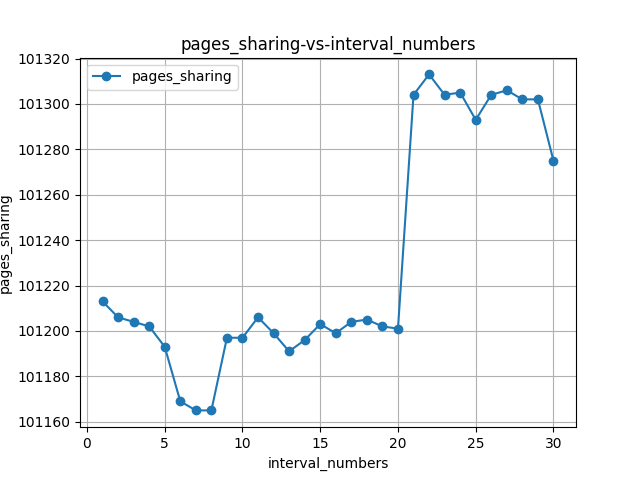 pages_sharing-vs-interval_numbers
pages_sharing
101320
101300
101280
101260
101240
101220
101200
101180
101160
pages_sharing
0 5 10 15 20 25 30
interval_numbers